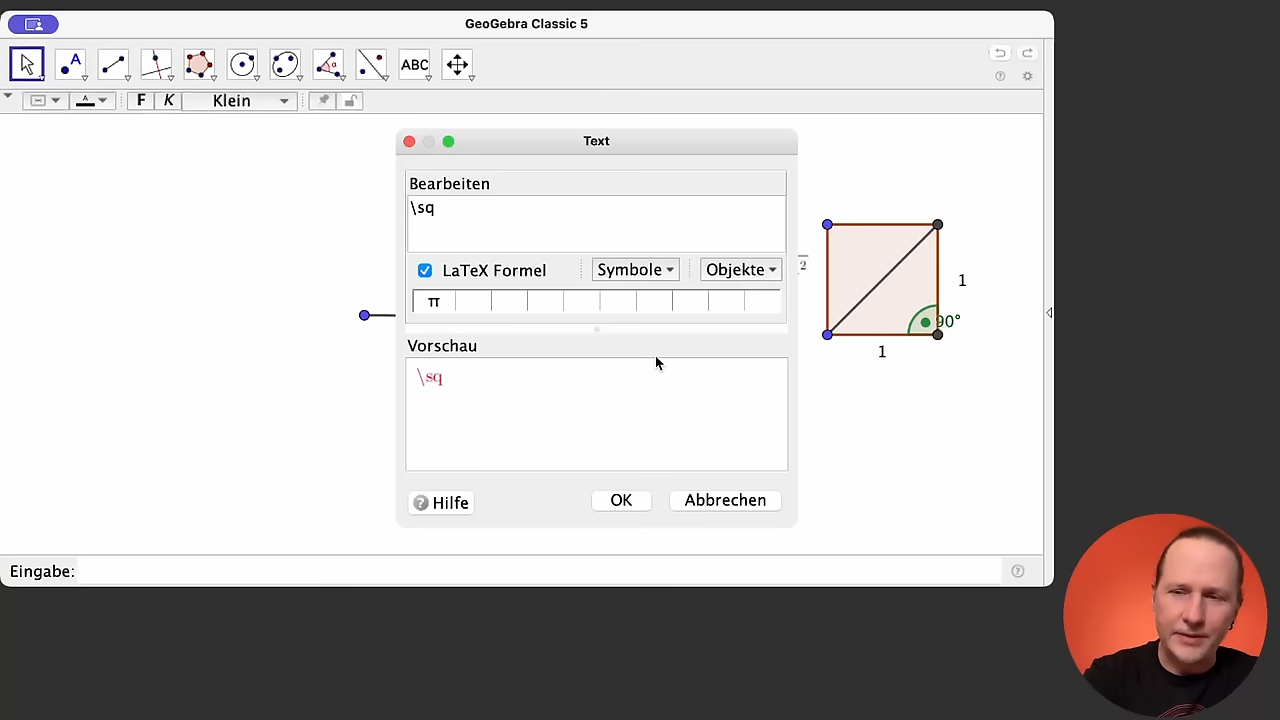 GeoGebra Classic 5
A
ABC
A F K Klein
Text
Bearbeiten
\sq
LaTeX Formel Symbole Objekte
π
Vorschau
\sq
? Hilfe OK Abbrechen
2
1
90°
1
Eingabe: